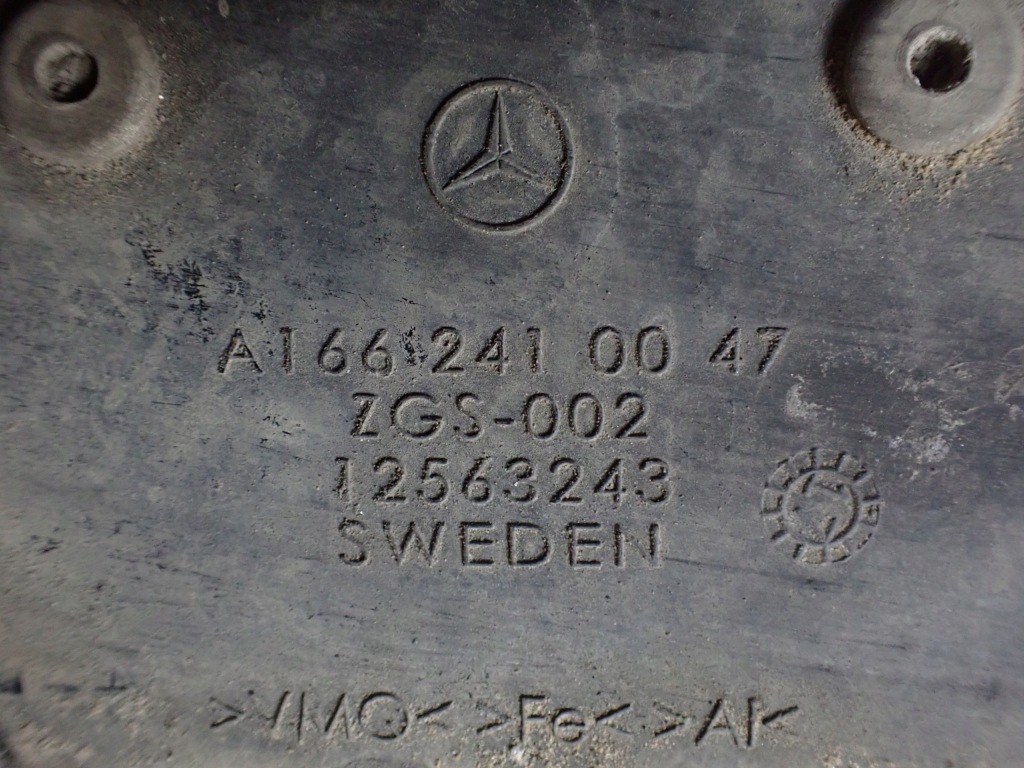 A166 241 00 47
ZGS-002
12563243
SWEDEN
>VMQ< >Fe< >Al<